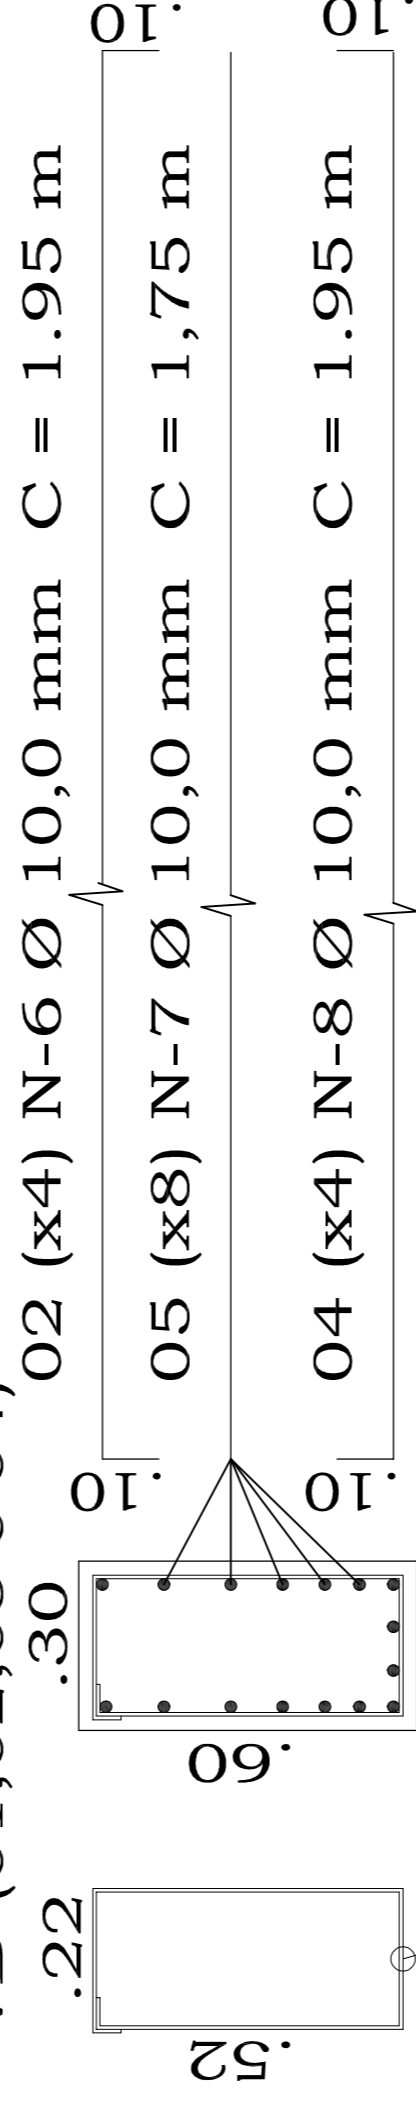 .10
.10
02 (x4) N-6 Ø 10,0 mm C = 1.95 m
05 (x8) N-7 Ø 10,0 mm C = 1,75 m
04 (x4) N-8 Ø 10,0 mm C = 1.95 m
.10
.10
.30
.60
.22
.52